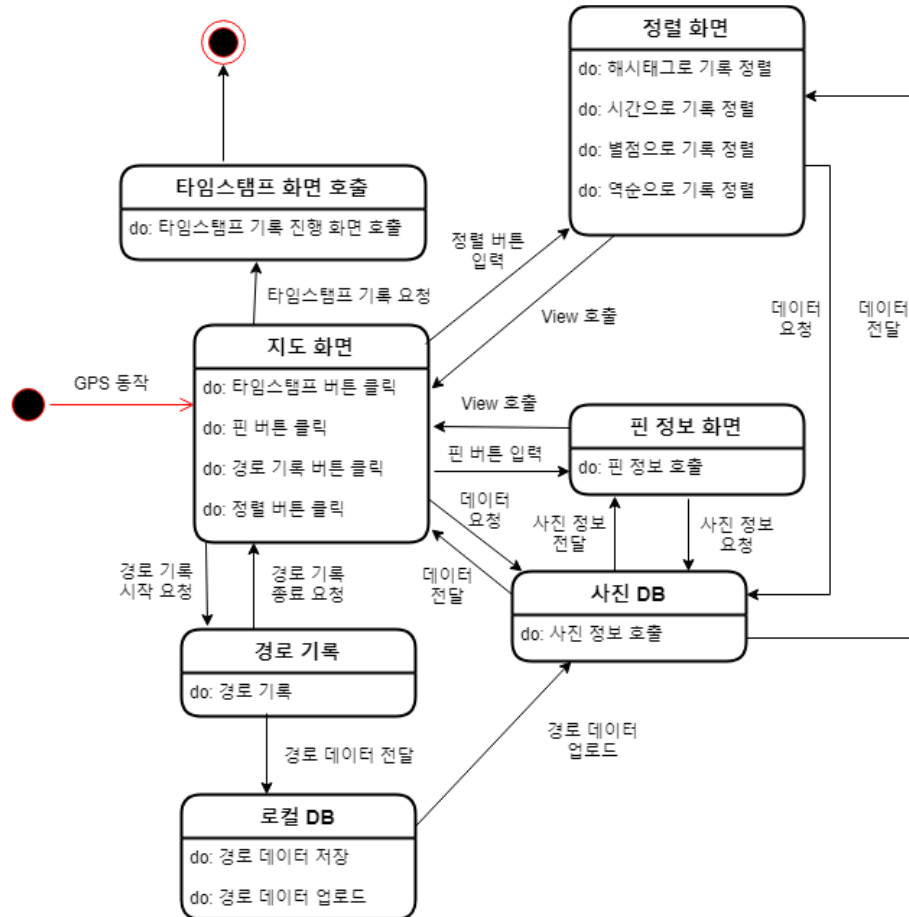 정렬 화면
do: 해시태그로 기록 정렬
do: 시간으로 기록 정렬
do: 별점으로 기록 정렬
do: 역순으로 기록 정렬
타임스탬프 화면 호출
do: 타임스탬프 기록 진행 화면 호출
정렬 버튼
입력
타임스탬프 기록 요청
View 호출
데이터
요청
데이터
전달
지도 화면
do: 타임스탬프 버튼 클릭
do: 핀 버튼 클릭
do: 경로 기록 버튼 클릭
do: 정렬 버튼 클릭
GPS 동작
View 호출
핀 버튼 입력
핀 정보 화면
do: 핀 정보 호출
데이터
요청
사진 정보
전달
사진 정보
요청
경로 기록
시작 요청
경로 기록
종료 요청
데이터
전달
사진 DB
do: 사진 정보 호출
경로 기록
do: 경로 기록
경로 데이터 전달
경로 데이터
업로드
로컬 DB
do: 경로 데이터 저장
do: 경로 데이터 업로드